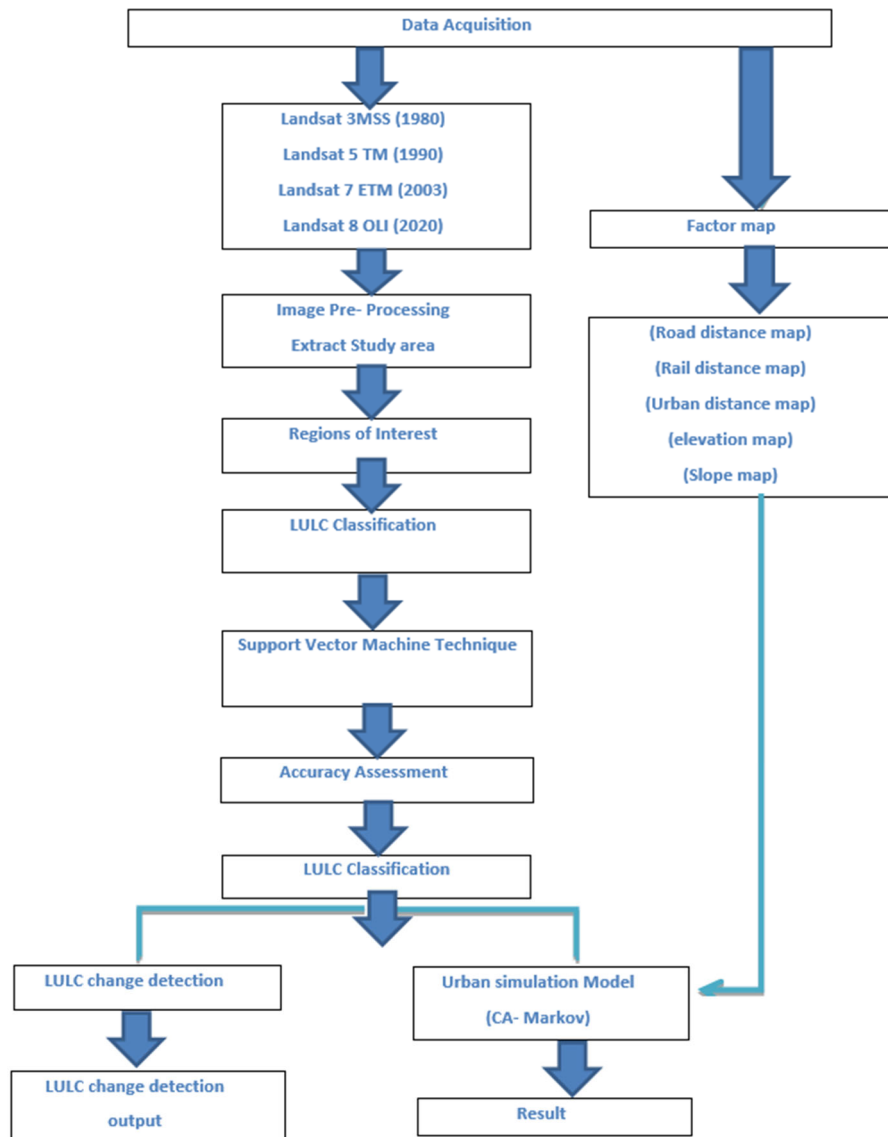 Data Acquisition
Landsat 3MSS (1980)
Landsat 5 TM (1990)
Landsat 7 ETM (2003)
Landsat 8 OLI (2020)
Factor map
Image Pre- Processing
Extract Study area
(Road distance map)
(Rail distance map)
(Urban distance map)
(elevation map)
(Slope map)
Regions of Interest
LULC Classification
Support Vector Machine Technique
Accuracy Assessment
LULC Classification
LULC change detection
Urban simulation Model
(CA- Markov)
LULC change detection
output
Result